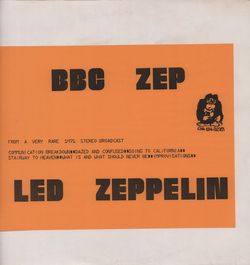 BBC ZEP
FROM A VERY RARE 1971 STEREO BROADCAST
COMMUNICATION BREAKDOWN DAZED AND CONFUSED GOING TO CALIFORNIA
STAIRWAY TO HEAVEN WHAT IS AND WHAT SHOULD NEVER BE IMPROVISATIONS
LED ZEPPELIN